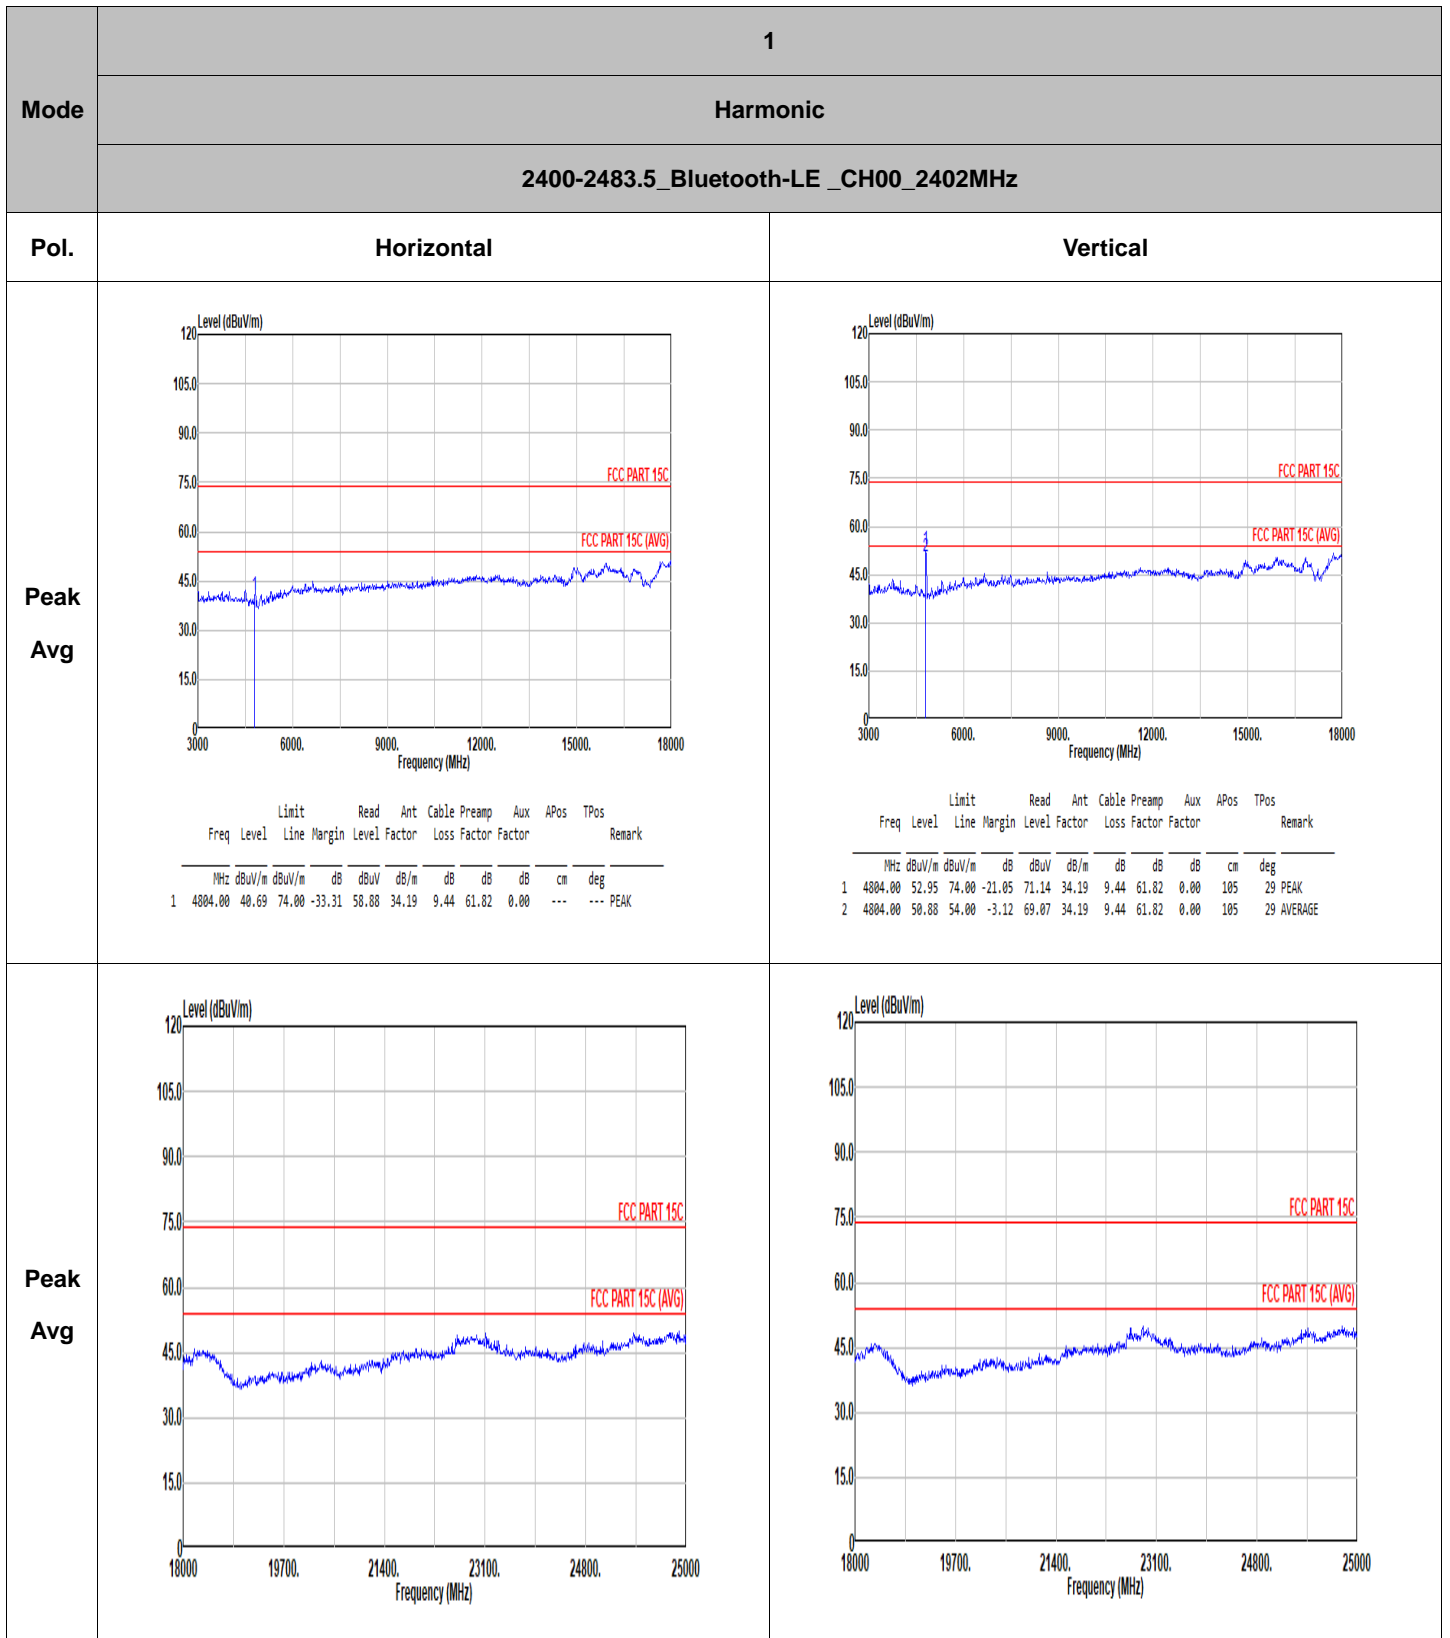 Mode
1
Harmonic
2400-2483.5_Bluetooth-LE _CH00_2402MHz
Pol.
Horizontal
Vertical
Peak
Avg
Level (dBuV/m)
120
105.0
90.0
75.0
FCC PART 15C
60.0
FCC PART 15C (AVG)
45.0
30.0
15.0
0
3000 6000. 9000. 12000. 15000. 18000
Frequency (MHz)
Limit Read Ant Cable Preamp Aux APos TPos
Freq Level Line Margin Level Factor Loss Factor Factor Remark
MHz dBuV/m dBuV/m dB dBuV dB/m dB dB dB cm deg
1 4804.00 40.69 74.00 -33.31 58.88 34.19 9.44 61.82 0.00 --- --- PEAK
Level (dBuV/m)
120
105.0
90.0
75.0
FCC PART 15C
60.0
FCC PART 15C (AVG)
45.0
30.0
15.0
0
3000 6000. 9000. 12000. 15000. 18000
Frequency (MHz)
Limit Read Ant Cable Preamp Aux APos TPos
Freq Level Line Margin Level Factor Loss Factor Factor Remark
MHz dBuV/m dBuV/m dB dBuV dB/m dB dB dB cm deg
1 4804.00 52.95 74.00 -21.05 71.14 34.19 9.44 61.82 0.00 105 29 PEAK
2 4804.00 50.88 54.00 -3.12 69.07 34.19 9.44 61.82 0.00 105 29 AVERAGE
Peak
Avg
Level (dBuV/m)
120
105.0
90.0
75.0
FCC PART 15C
60.0
FCC PART 15C (AVG)
45.0
30.0
15.0
0
18000 19700. 21400. 23100. 24800. 25000
Frequency (MHz)
Level (dBuV/m)
120
105.0
90.0
75.0
FCC PART 15C
60.0
FCC PART 15C (AVG)
45.0
30.0
15.0
0
18000 19700. 21400. 23100. 24800. 25000
Frequency (MHz)